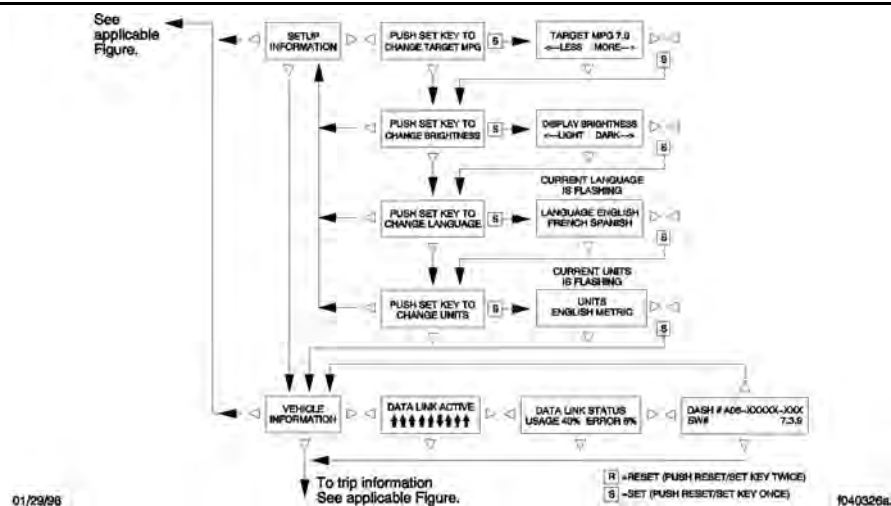 See
applicable
Figure.
SETUP
INFORMATION
PUSH SET KEY TO
CHANGE TARGET MPG
S
TARGET MPG 7.0
<—LESS MORE—>
S
PUSH SET KEY TO
CHANGE BRIGHTNESS
S
DISPLAY BRIGHTNESS
<—LIGHT DARK—>
S
CURRENT LANGUAGE
IS FLASHING
PUSH SET KEY TO
CHANGE LANGUAGE
S
LANGUAGE ENGLISH
FRENCH SPANISH
S
CURRENT UNITS
IS FLASHING
PUSH SET KEY TO
CHANGE UNITS
S
UNITS
ENGLISH METRIC
S
VEHICLE
INFORMATION
DATA LINK ACTIVE
DATA LINK STATUS
USAGE 40% ERROR 6%
DASH # A06-XXXXX-XXX
SW# 7.3.9
To trip information
See applicable Figure.
R =RESET (PUSH RESET/SET KEY TWICE)
S =SET (PUSH RESET/SET KEY ONCE)
01/29/98